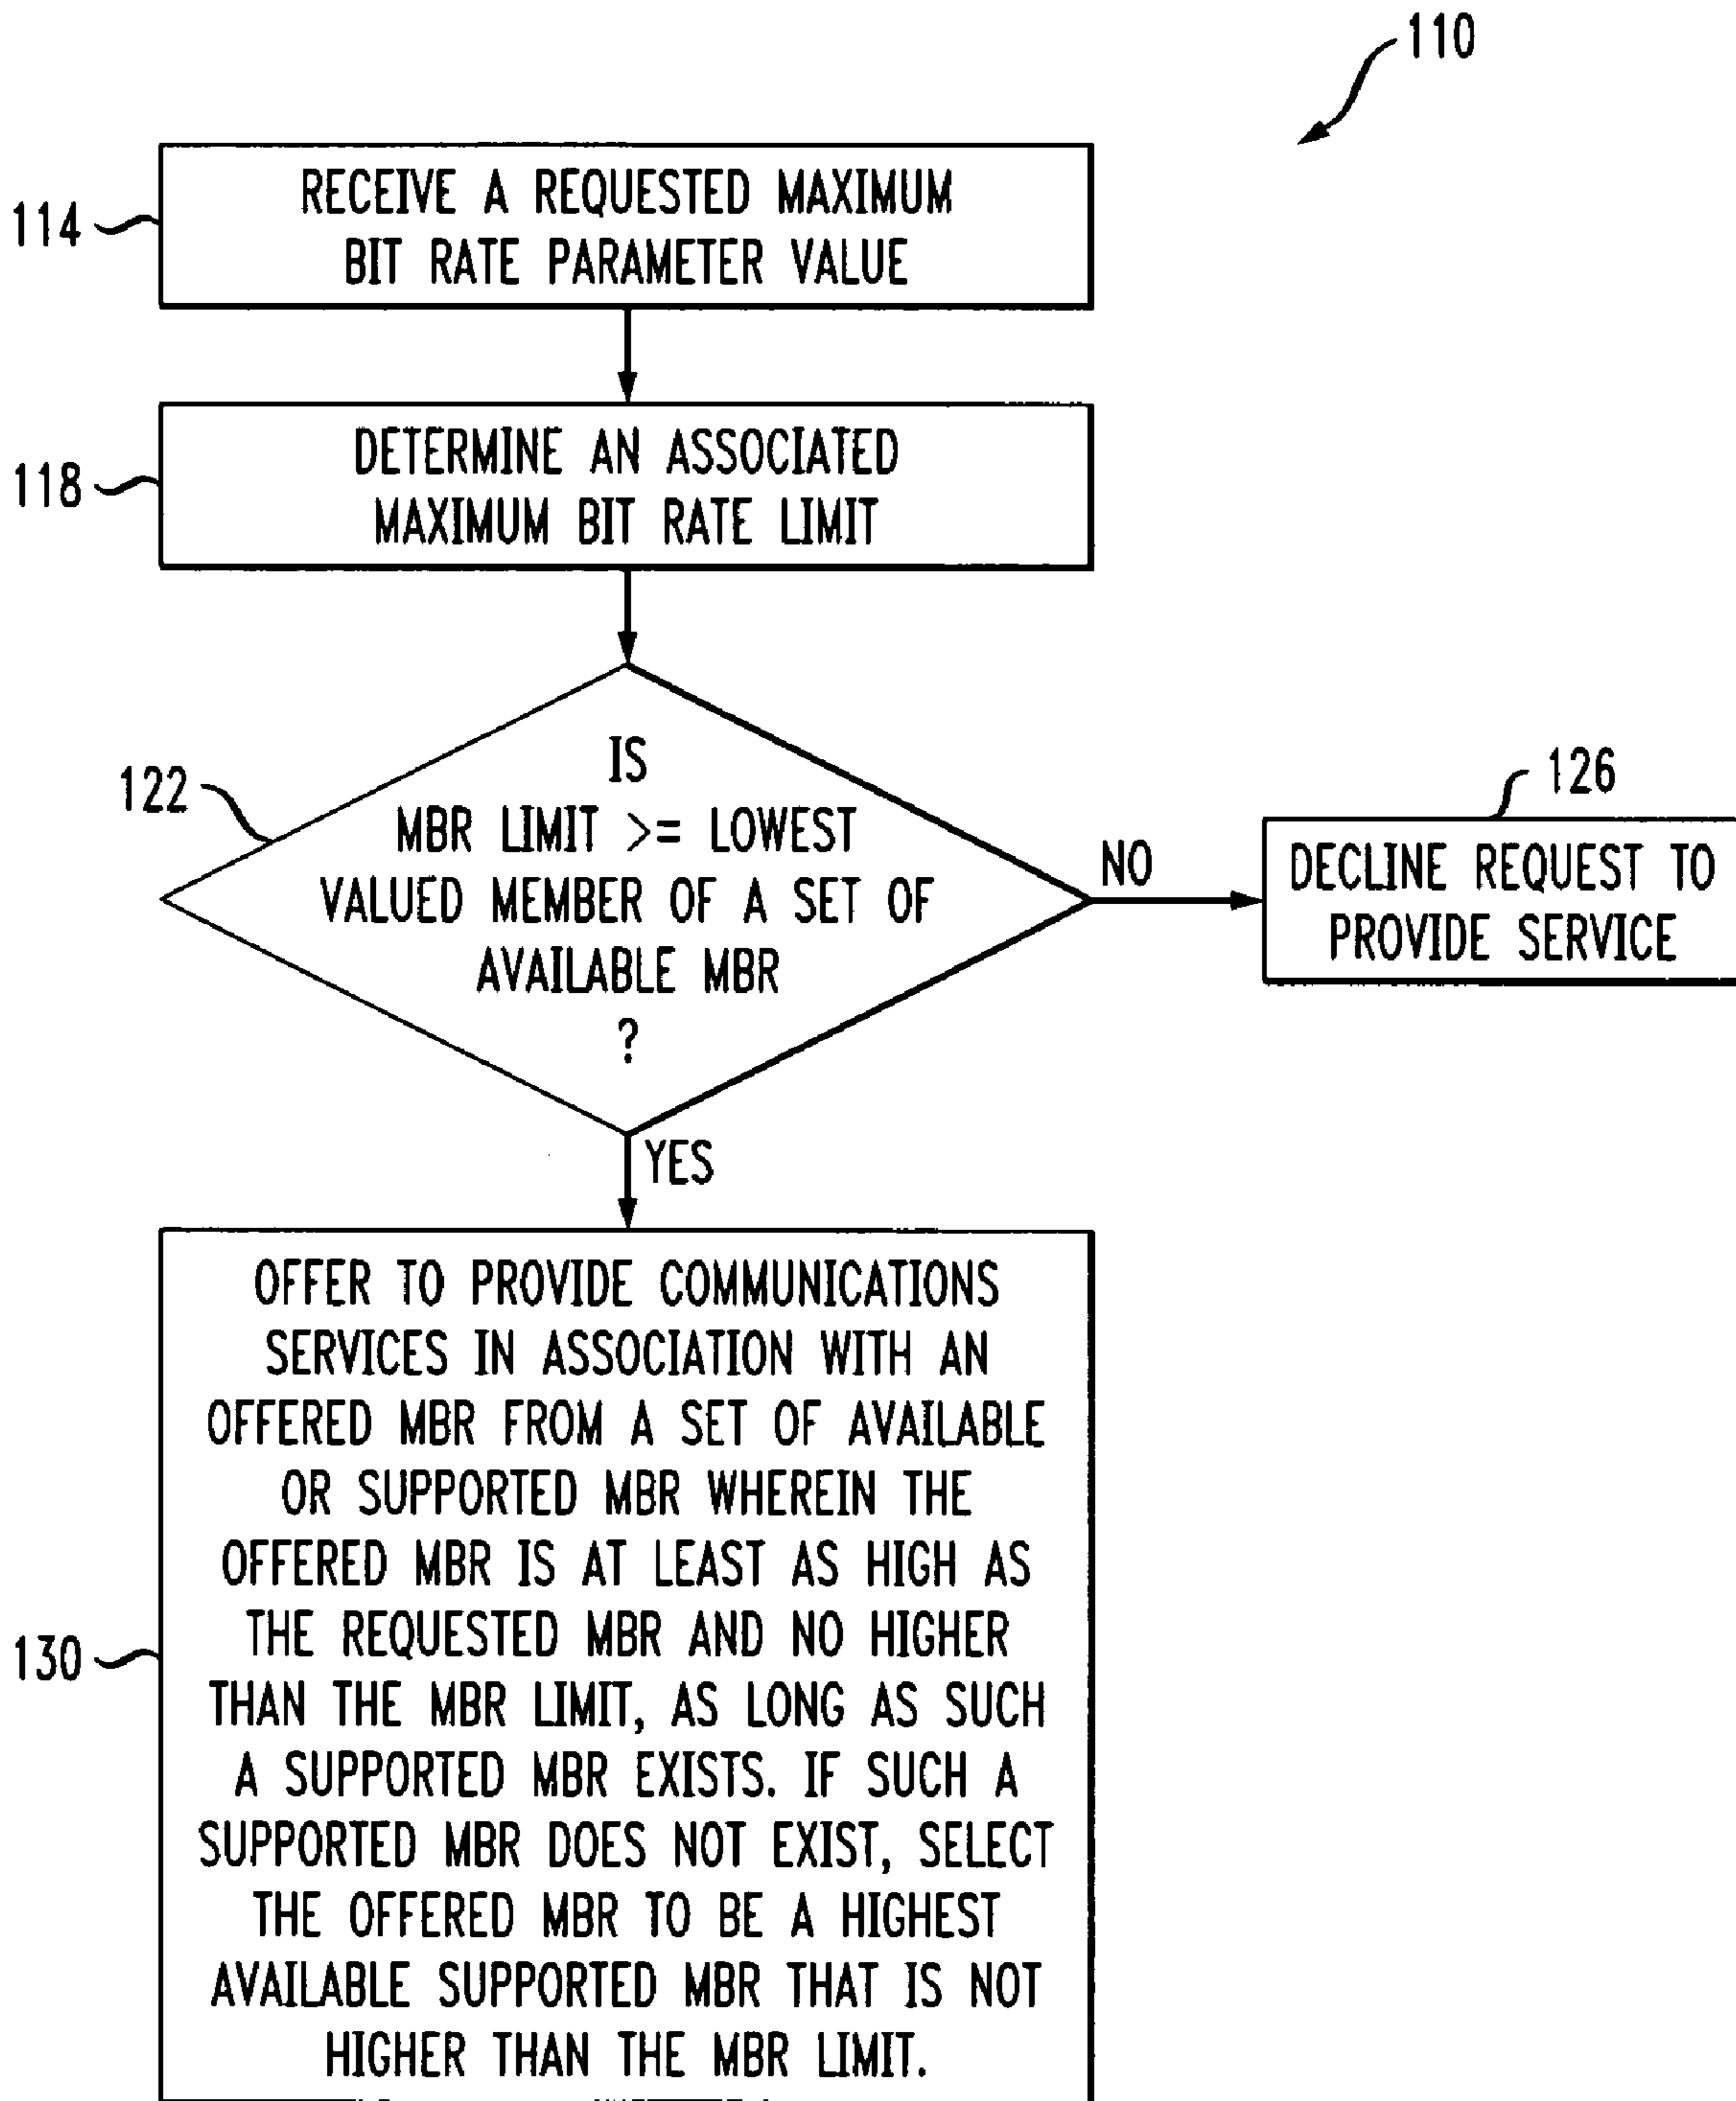 110
114
RECEIVE A REQUESTED MAXIMUM
BIT RATE PARAMETER VALUE
118
DETERMINE AN ASSOCIATED
MAXIMUM BIT RATE LIMIT
122
IS
MBR LIMIT >= LOWEST
VALUED MEMBER OF A SET OF
AVAILABLE MBR
?
NO
126
DECLINE REQUEST TO
PROVIDE SERVICE
YES
130
OFFER TO PROVIDE COMMUNICATIONS
SERVICES IN ASSOCIATION WITH AN
OFFERED MBR FROM A SET OF AVAILABLE
OR SUPPORTED MBR WHEREIN THE
OFFERED MBR IS AT LEAST AS HIGH AS
THE REQUESTED MBR AND NO HIGHER
THAN THE MBR LIMIT, AS LONG AS SUCH
A SUPPORTED MBR EXISTS. IF SUCH A
SUPPORTED MBR DOES NOT EXIST, SELECT
THE OFFERED MBR TO BE A HIGHEST
AVAILABLE SUPPORTED MBR THAT IS NOT
HIGHER THAN THE MBR LIMIT.